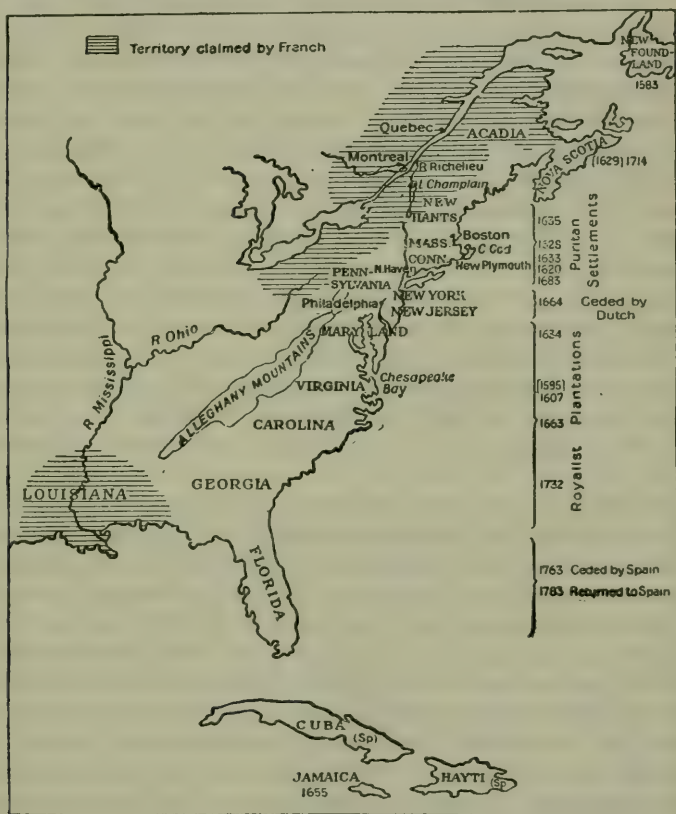 Territory claimed by Franch
NEW
FOUND-
LAND
1583
Quebec
ACADIA
Montreal
R Richelieu
L Champlain
NOVA SCOTIA
(1629) 1714
NEW
HANTS
1635
Boston
MASS.
C Cod
1628
CONN.
1633
N.Haven
New Plymouth
1620
1683
Puritan
Settlements
PENN-
SYLVANIA
Philadelphia
NEW YORK
NEW JERSEY
1664
Ceded by
Dutch
MARYLAND
1634
R Ohio
R Mississippi
ALLEGHANY MOUNTAINS
VIRGINIA
Chesapeake
Bay
[1595]
1607
CAROLINA
1663
Royalist Plantations
LOUISIANA
GEORGIA
1732
FLORIDA
1763 Ceded by Spain
1783 Returned to Spain
CUBA
(Sp)
JAMAICA
1655
HAYTI
(Sp